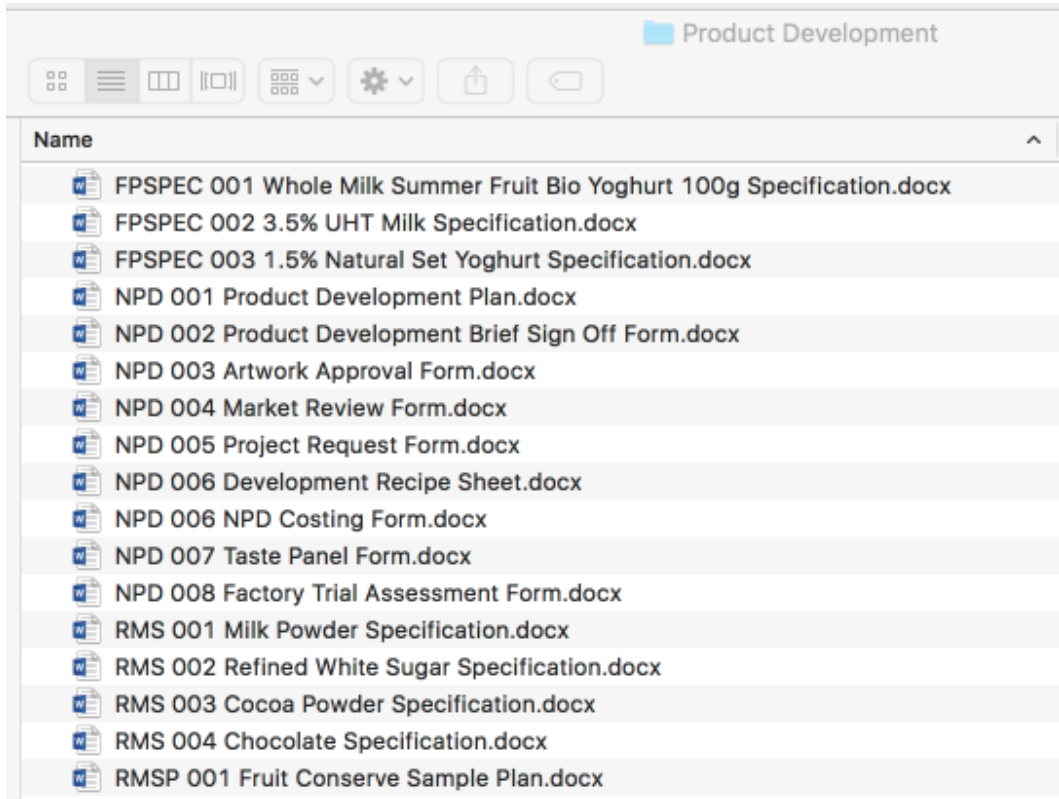 Product Development
Name
FPSPEC 001 Whole Milk Summer Fruit Bio Yoghurt 100g Specification.docx
FPSPEC 002 3.5% UHT Milk Specification.docx
FPSPEC 003 1.5% Natural Set Yoghurt Specification.docx
NPD 001 Product Development Plan.docx
NPD 002 Product Development Brief Sign Off Form.docx
NPD 003 Artwork Approval Form.docx
NPD 004 Market Review Form.docx
NPD 005 Project Request Form.docx
NPD 006 Development Recipe Sheet.docx
NPD 006 NPD Costing Form.docx
NPD 007 Taste Panel Form.docx
NPD 008 Factory Trial Assessment Form.docx
RMS 001 Milk Powder Specification.docx
RMS 002 Refined White Sugar Specification.docx
RMS 003 Cocoa Powder Specification.docx
RMS 004 Chocolate Specification.docx
RMSP 001 Fruit Conserve Sample Plan.docx